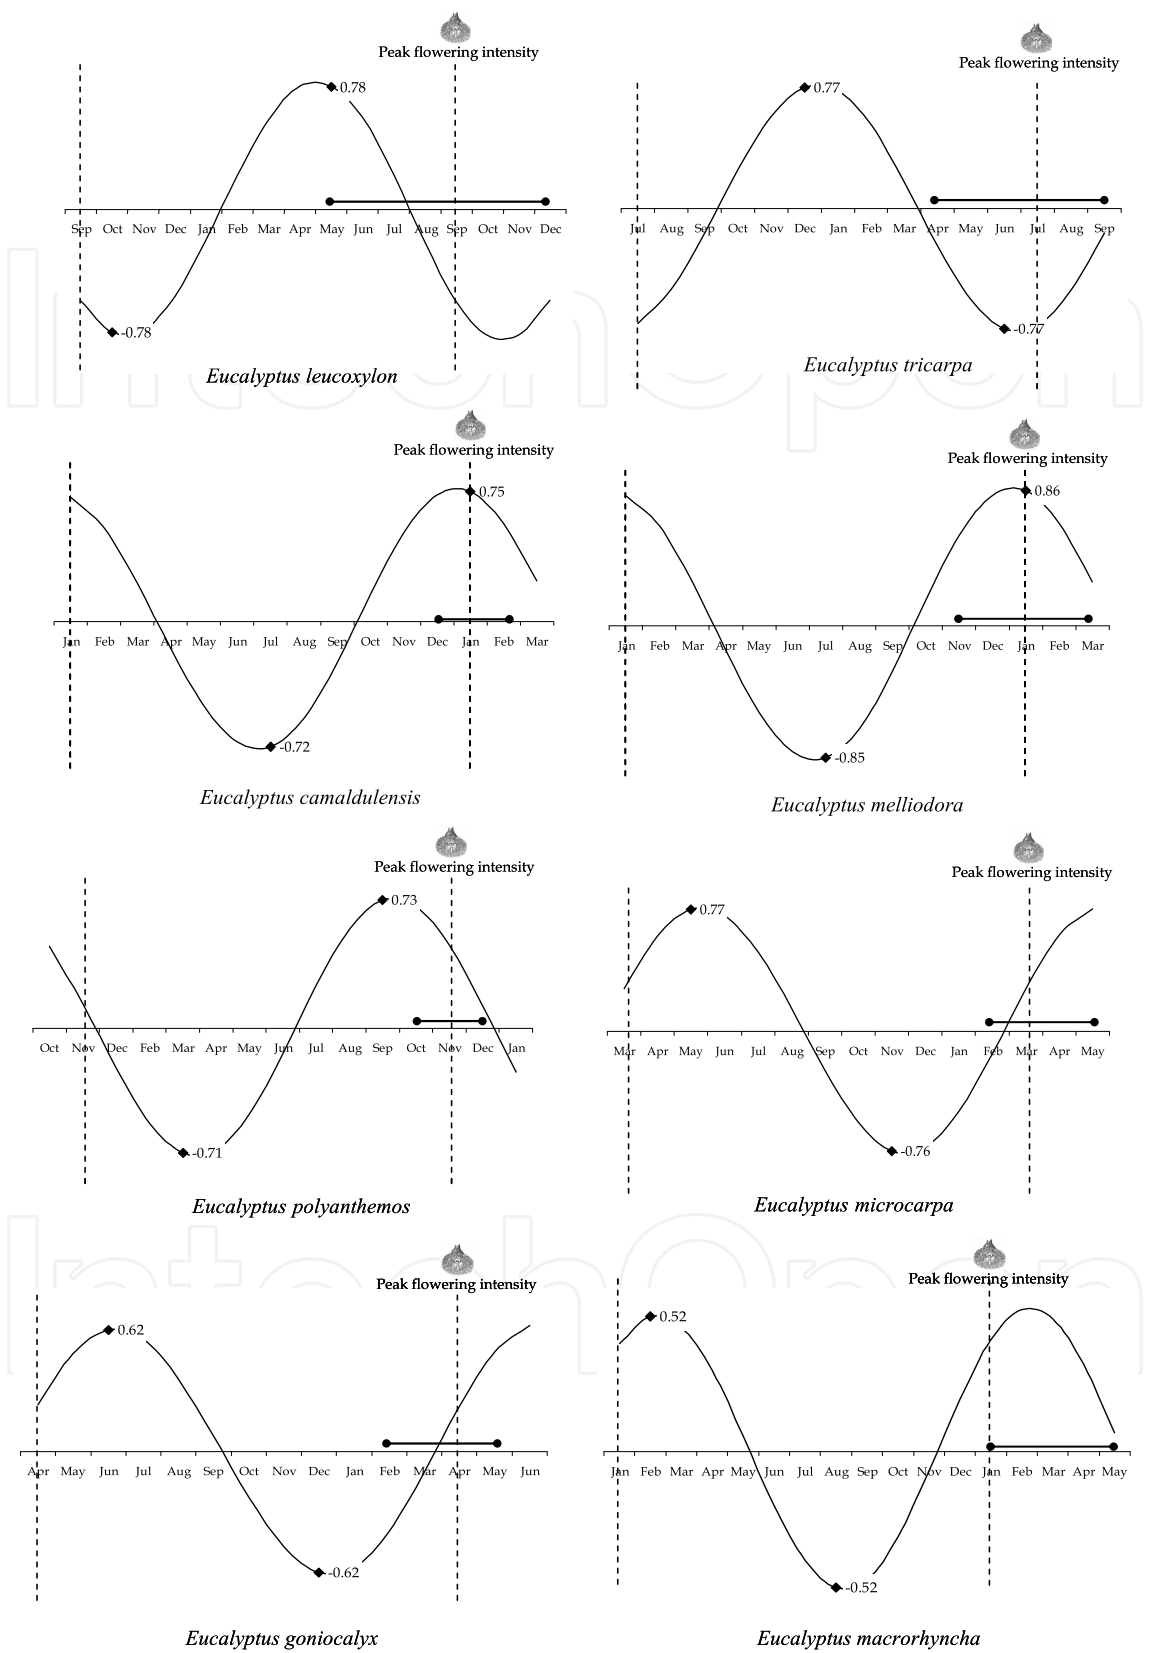 Peak flowering intensity
0.78
Sep Oct Nov Dec Jan Feb Mar Apr May Jun Jul Aug Sep Oct Nov Dec
-0.78
Eucalyptus leucoxylon
Peak flowering intensity
0.77
Jul Aug Sep Oct Nov Dec Jan Feb Mar Apr May Jun Jul Aug Sep
-0.77
Eucalyptus tricarpa
Peak flowering intensity
0.75
Jan Feb Mar Apr May Jun Jul Aug Sep Oct Nov Dec Jan Feb Mar
-0.72
Eucalyptus camaldulensis
Peak flowering intensity
0.86
Jan Feb Mar Apr May Jun Jul Aug Sep Oct Nov Dec Jan Feb Mar
-0.85
Eucalyptus melliodora
Peak flowering intensity
0.73
Oct Nov Dec Feb Mar Apr May Jun Jul Aug Sep Oct Nov Dec Jan
-0.71
Eucalyptus polyanthemos
Peak flowering intensity
0.77
Mar Apr May Jun Jul Aug Sep Oct Nov Dec Jan Feb Mar Apr May
-0.76
Eucalyptus microcarpa
Peak flowering intensity
0.62
Apr May Jun Jul Aug Sep Oct Nov Dec Jan Feb Mar Apr May Jun
-0.62
Eucalyptus goniocalyx
Peak flowering intensity
0.52
Jan Feb Mar Apr May Jun Jul Aug Sep Oct Nov Dec Jan Feb Mar Apr May
-0.52
Eucalyptus macrorhyncha
IntechOpen
IntechOpen